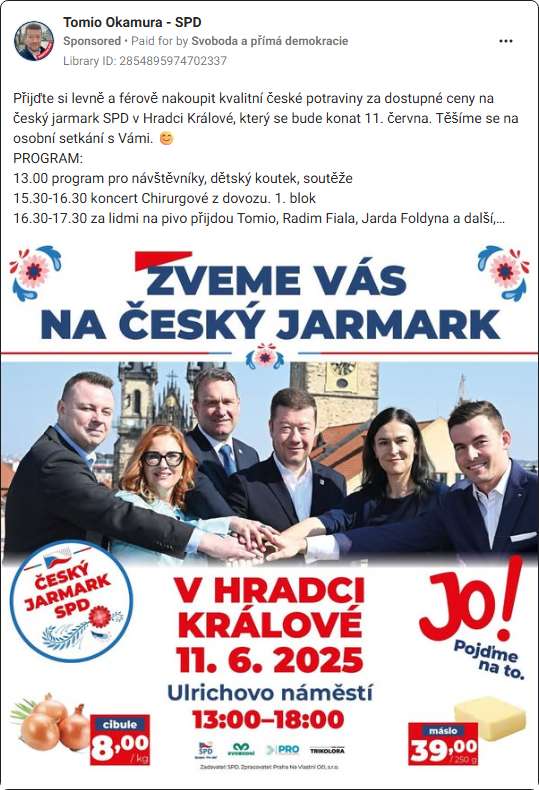 Tomio Okamura - SPD
Sponsored • Paid for by Svoboda a přímá demokracie
Library ID: 2854895974702337
Přijďte si levně a férově nakoupit kvalitní české potraviny za dostupné ceny na
český jarmark SPD v Hradci Králové, který se bude konat 11. června. Těšíme se na
osobní setkání s Vámi. 😊
PROGRAM:
13.00 program pro návštěvníky, dětský koutek, soutěže
15.30-16.30 koncert Chirurgové z dovozu. 1. blok
16.30-17.30 za lidmi na pivo přijdou Tomio, Radim Fiala, Jarda Foldyna a další,...
ZVEME VÁS
NA ČESKÝ JARMARK
ČESKÝ
JARMARK
SPD
V HRADCI
KRÁLOVÉ
11. 6. 2025
Ulrichovo náměstí
13:00–18:00
Jo!
Pojďme
na to.
cibule
8,00
/ kg
máslo
39,00
/ 250 g
SPD
PRO
TRIKOLORA
Zadavatel: SPD, Zpracovatel: Praha Na Vlastní OD, s.r.o.